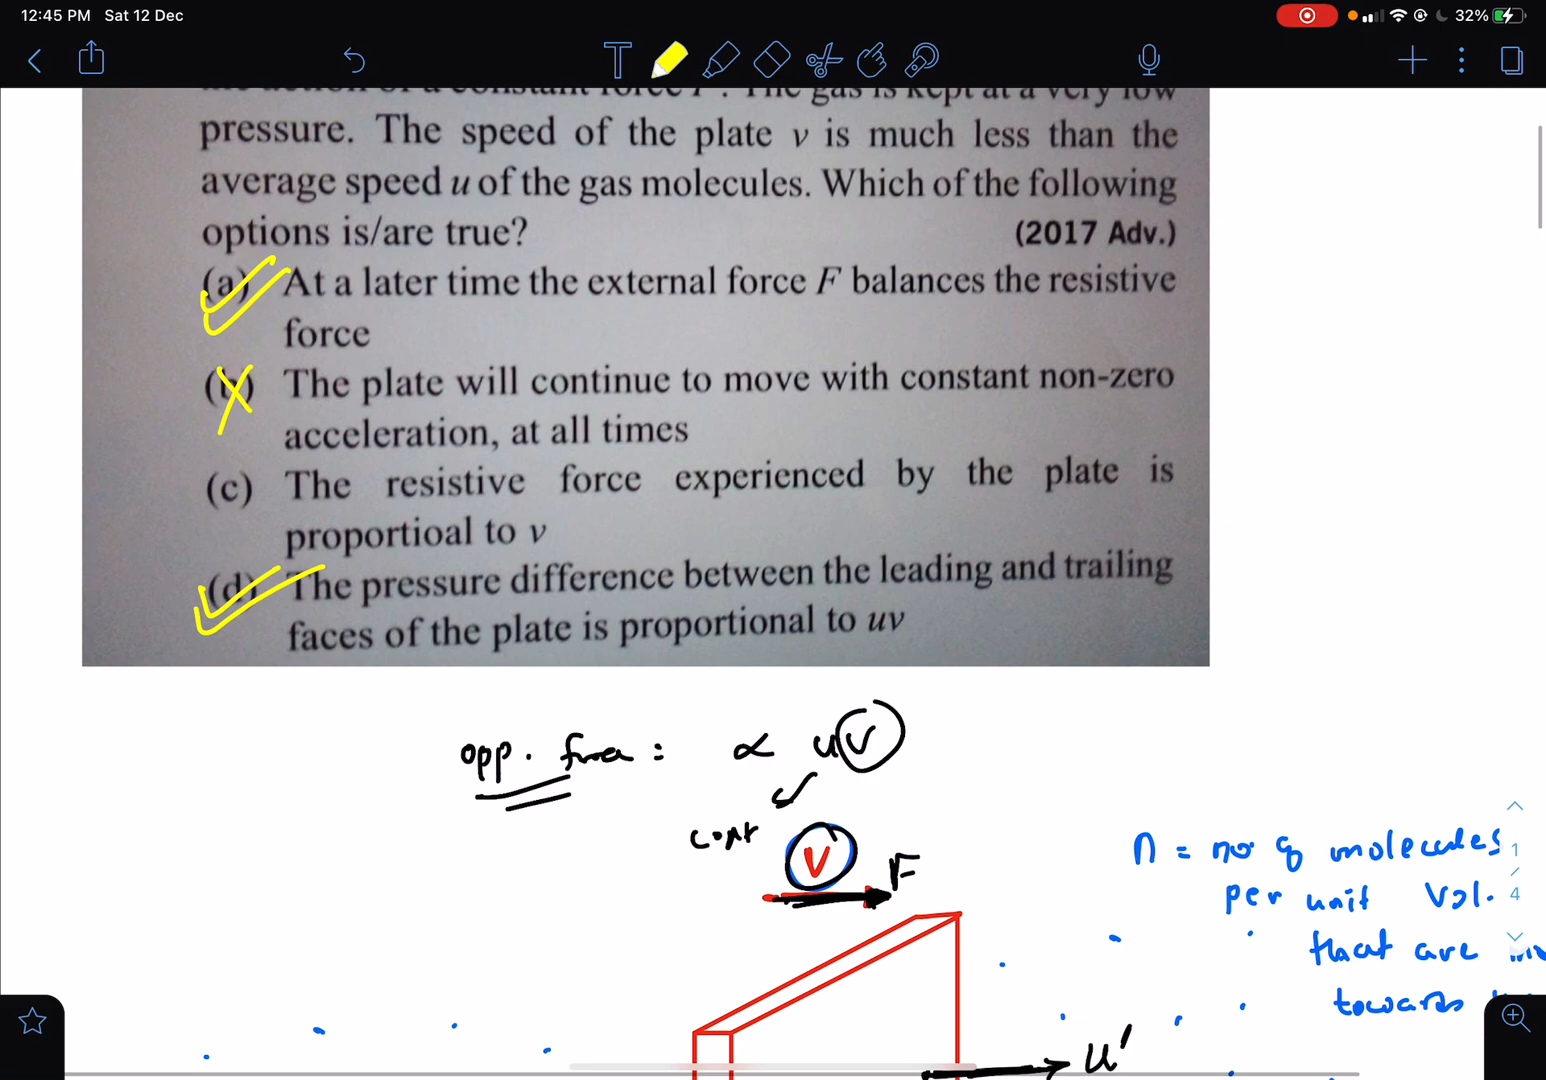 12:45 PM Sat 12 Dec
32%
pressure. The speed of the plate v is much less than the
average speed u of the gas molecules. Which of the following
options is/are true?
(2017 Adv.)
(a) At a later time the external force F balances the resistive
force
(b) The plate will continue to move with constant non-zero
acceleration, at all times
(c) The resistive force experienced by the plate is
proportioal to v
(d) The pressure difference between the leading and trailing
faces of the plate is proportional to uv
opp. : ∝ uv
V
F
n = no of molecules
per unit Vol.
that are
towards
u'
1
/
4